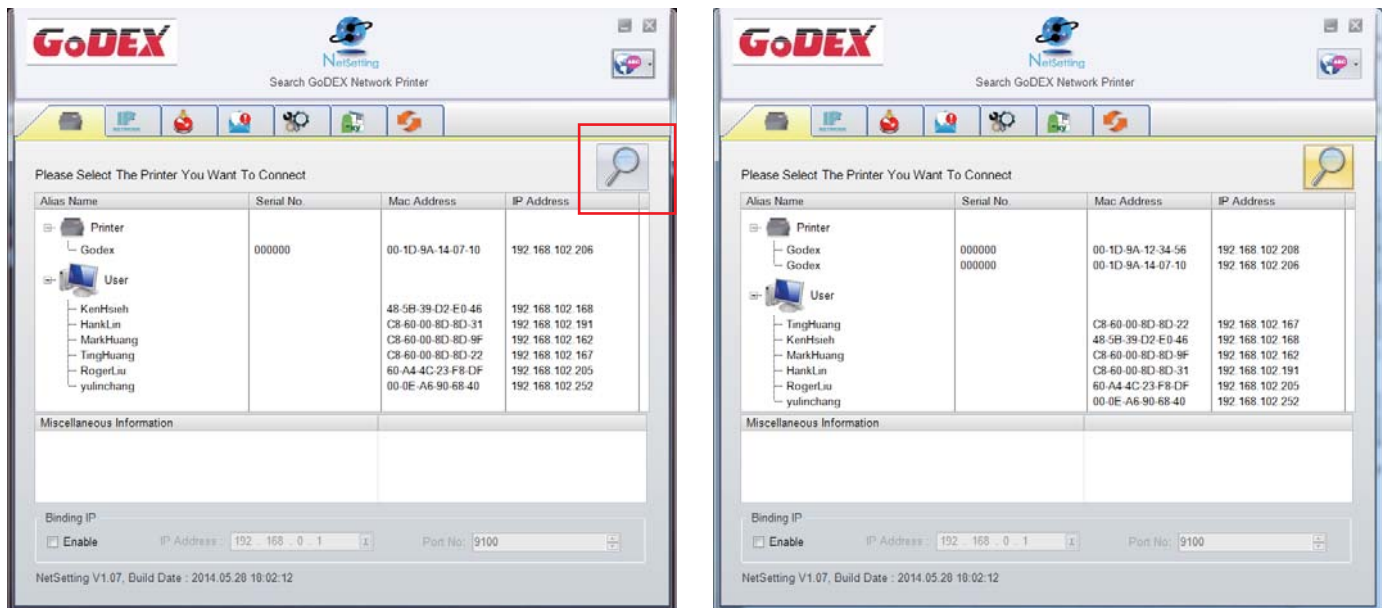 GoDEX
NetSetting
Search GoDEX Network Printer
IP
NETWORK
Please Select The Printer You Want To Connect
Alias Name Serial No. Mac Address IP Address
Printer
Godex 000000 00-1D-9A-14-07-10 192.168.102.206
User
KenHsieh 48-5B-39-D2-E0-46 192.168.102.168
HankLin C8-60-00-8D-8D-31 192.168.102.191
MarkHuang C8-60-00-8D-8D-9F 192.168.102.162
TingHuang C8-60-00-8D-8D-22 192.168.102.167
RogerLiu 60-A4-4C-23-F8-DF 192.168.102.205
yulinchang 00-0E-A6-90-68-40 192.168.102.252
Miscellaneous Information
Binding IP
Enable IP Address : 192 . 168 . 0 . 1 x Port No: 9100
NetSetting V1.07, Build Date : 2014.05.28 18:02:12
GoDEX
NetSetting
Search GoDEX Network Printer
IP
NETWORK
Please Select The Printer You Want To Connect
Alias Name Serial No. Mac Address IP Address
Printer
Godex 000000 00-1D-9A-12-34-56 192.168.102.208
Godex 000000 00-1D-9A-14-07-10 192.168.102.206
User
TingHuang C8-60-00-8D-8D-22 192.168.102.167
KenHsieh 48-5B-39-D2-E0-46 192.168.102.168
MarkHuang C8-60-00-8D-8D-9F 192.168.102.162
HankLin C8-60-00-8D-8D-31 192.168.102.191
RogerLiu 60-A4-4C-23-F8-DF 192.168.102.205
yulinchang 00-0E-A6-90-68-40 192.168.102.252
Miscellaneous Information
Binding IP
Enable IP Address : 192 . 168 . 0 . 1 x Port No: 9100
NetSetting V1.07, Build Date : 2014.05.28 18:02:12